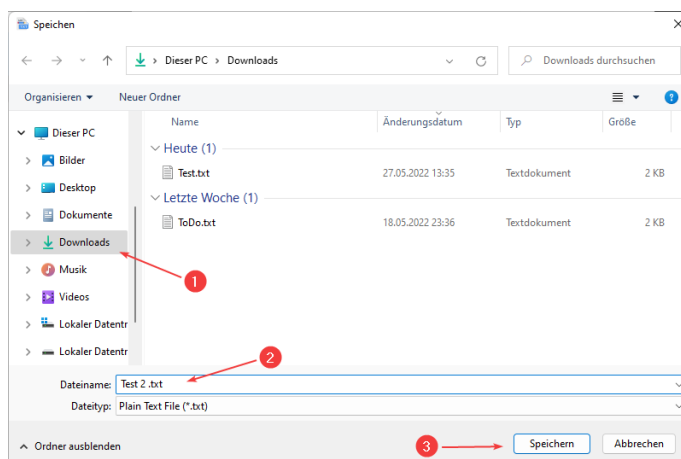 Speichen
Dieser PC > Downloads
Downloads durchsuchen
Organisieren
Neuer Ordner
Name Änderungsdatum Typ Größe
Dieser PC
Bilder
Desktop
Dokumente
Downloads
Musik
Videos
Lokaler Datentr
Lokaler Datentr
Heute (1)
Test.txt 27.05.2022 13:35 Textdokument 2 KB
Letzte Woche (1)
ToDo.txt 18.05.2022 23:36 Textdokument 2 KB
1
2
Dateiname: Test 2 .txt
Dateityp: Plain Text File (*.txt)
Ordner ausblenden
3
Speichern
Abbrechen